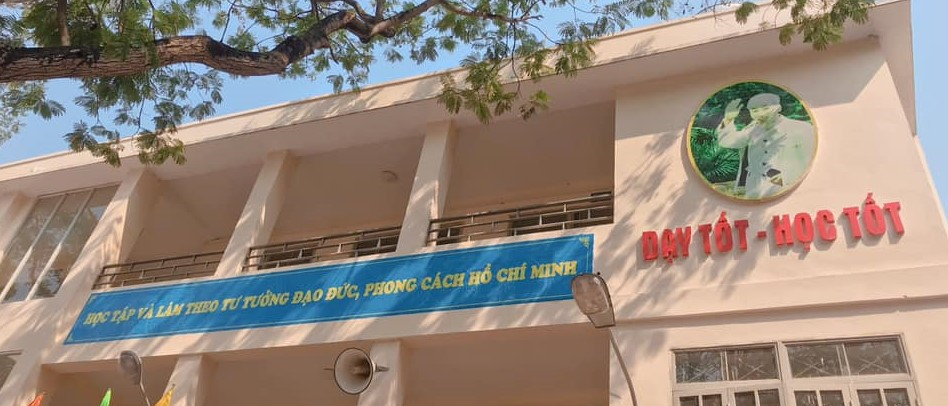 HỌC TẬP VÀ LÀM THEO TƯ TƯỞNG ĐẠO ĐỨC, PHONG CÁCH HỒ CHÍ MINH
DẠY TỐT - HỌC TỐT